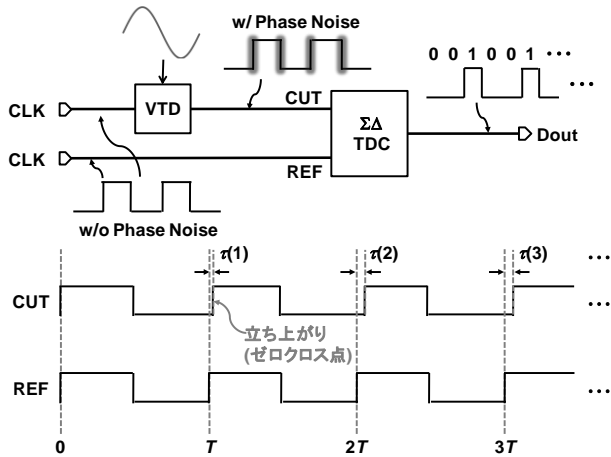 w/ Phase Noise
0 0 1 0 0 1 ···
CLK
VTD
CUT
ΣΔ
TDC
···
Dout
CLK
REF
w/o Phase Noise
τ(1)
τ(2)
τ(3)
···
CUT
···
立ち上がり
(ゼロクロス点)
REF
···
0
T
2T
3T